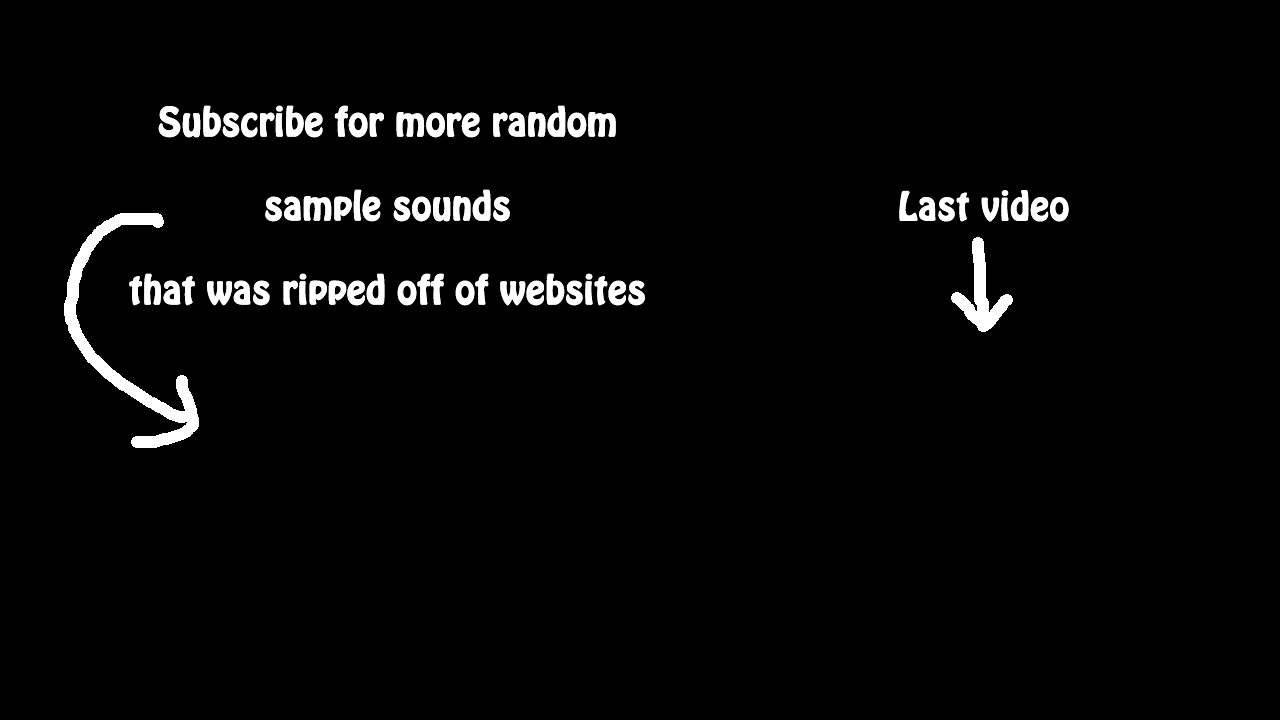 Subscribe for more random
sample sounds
that was ripped off of websites
Last video